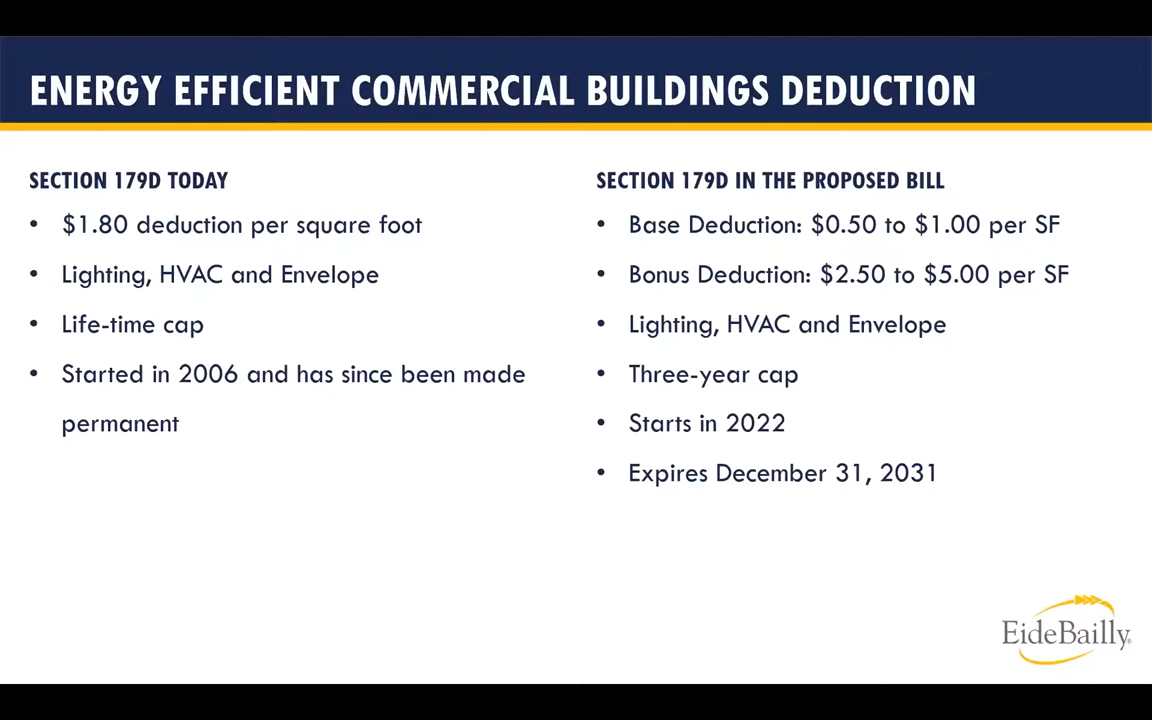 ENERGY EFFICIENT COMMERCIAL BUILDINGS DEDUCTION
SECTION 179D TODAY
• $1.80 deduction per square foot
• Lighting, HVAC and Envelope
• Life-time cap
• Started in 2006 and has since been made
permanent
SECTION 179D IN THE PROPOSED BILL
• Base Deduction: $0.50 to $1.00 per SF
• Bonus Deduction: $2.50 to $5.00 per SF
• Lighting, HVAC and Envelope
• Three-year cap
• Starts in 2022
• Expires December 31, 2031
EideBailly®